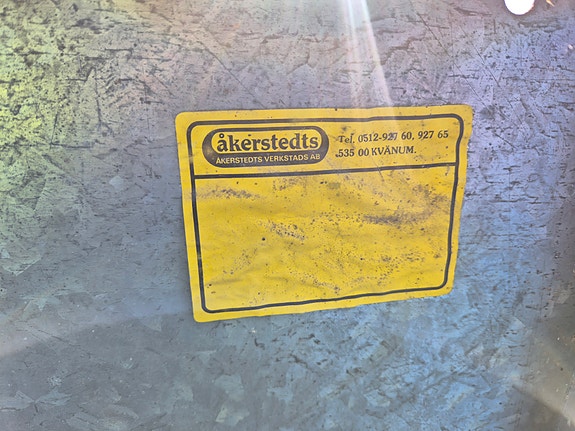 åkerstedts
ÅKERSTEDTS VERKSTADS AB
Tel. 0512-927 60, 927 65
535 00 KVÄNUM.